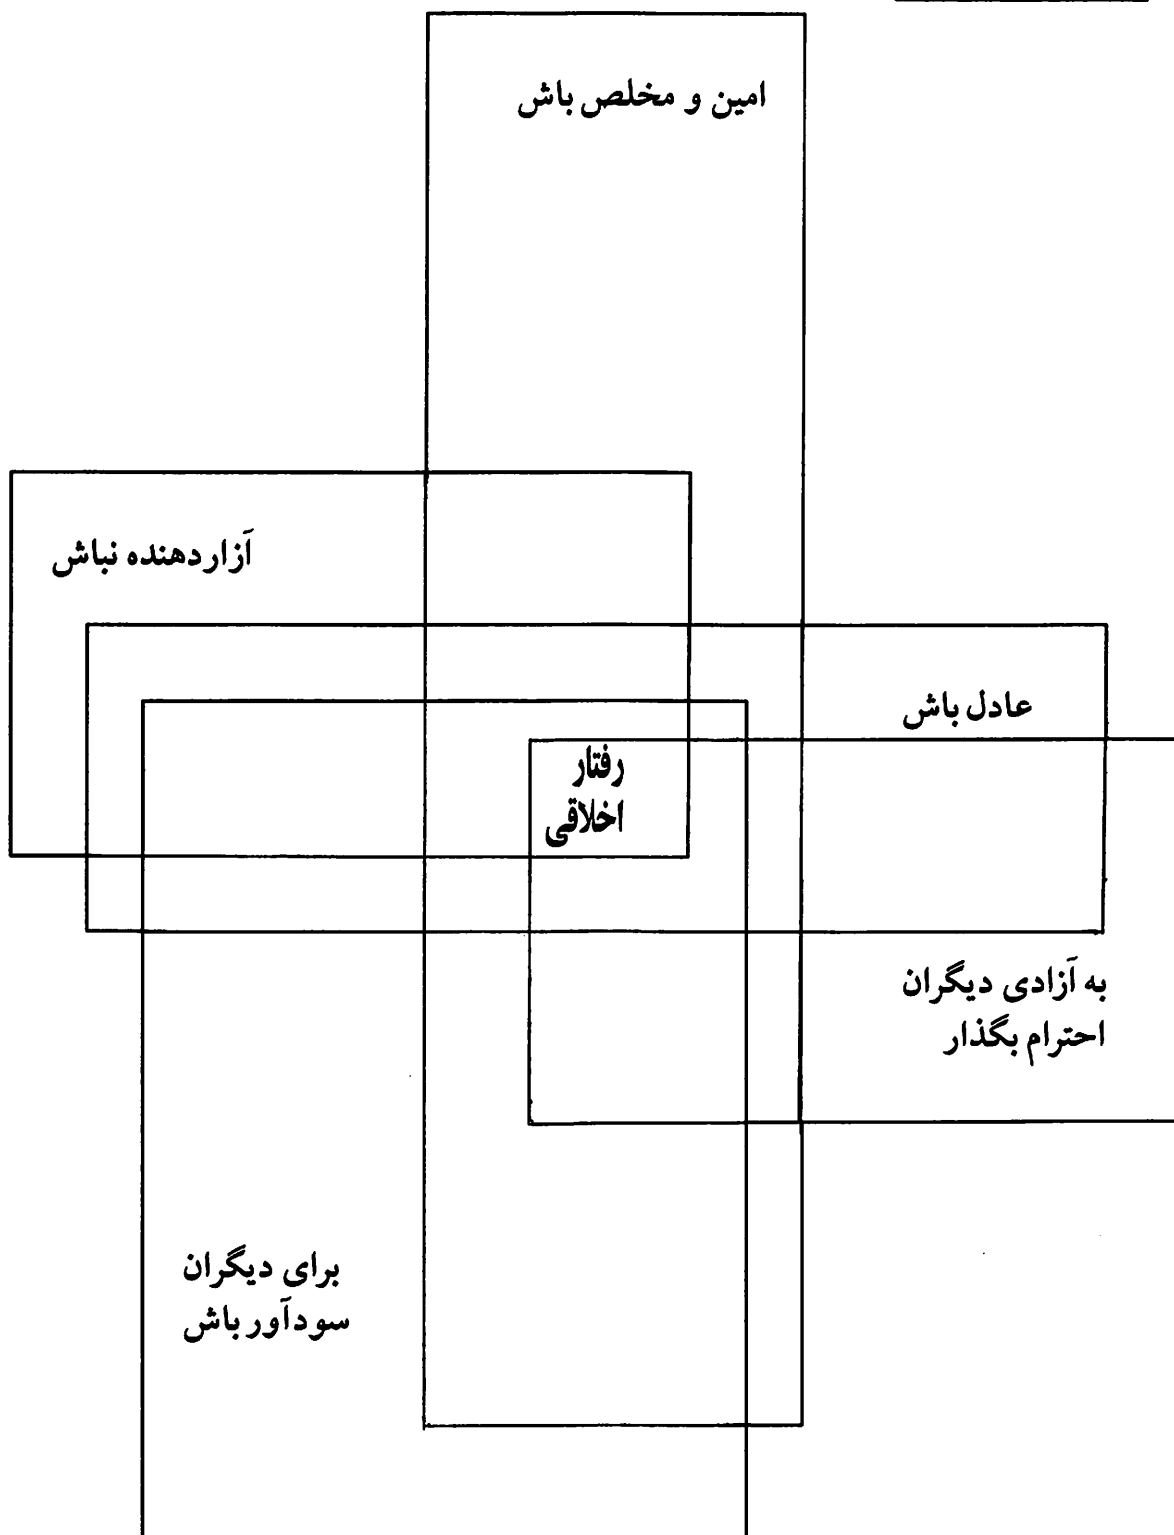 امین و مخلص باش
آزاردهنده نباش
عادل باش
رفتار
اخلاقی
به آزادی دیگران
احترام بگذار
برای دیگران
سودآور باش